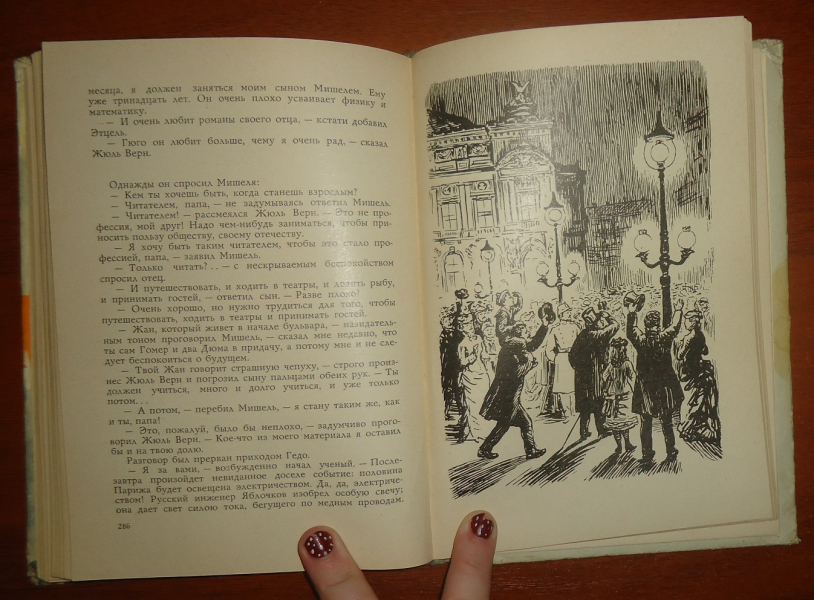 месяца, я должен заняться моим сыном Мишелем. Ему
уже тринадцать лет. Он очень плохо усваивает физику и
математику.
— И очень любит романы своего отца, — кстати добавил
Этцель.
— Гюго он любит больше, чему я очень рад, — сказал
Жюль Верн.
Однажды он спросил Мишеля:
— Кем ты хочешь быть, когда станешь взрослым?
— Читателем, папа, — не задумываясь ответил Мишель.
— Читателем! — рассмеялся Жюль Верн. — Это не про-
фессия, мой друг! Надо чем-нибудь заниматься, чтобы при-
носить пользу обществу, своему отечеству.
— Я хочу быть таким читателем, чтобы это стало про-
фессией, папа, — заявил Мишель.
— Только читать?.. — с нескрываемым беспокойством
спросил отец.
— И путешествовать, и ходить в театры, и ловить рыбу,
и принимать гостей, — ответил сын. — Разве плохо?
— Очень хорошо, но нужно трудиться для того, чтобы
путешествовать, ходить в театры и принимать гостей.
— Жан, который живет в начале бульвара, — назидатель-
ным тоном проговорил Мишель, — сказал мне недавно, что
ты сам Гомер и два Дюма в придачу, а потому мне и не сле-
дует беспокоиться о будущем.
— Твой Жан говорит страшную чепуху, — строго произ-
нес Жюль Верн и погрозил сыну пальцами обеих рук. — Ты
должен учиться, много и долго учиться, и уже только
потом...
— А потом, — перебил Мишель, — я стану таким же, как
и ты, папа!
— Это, пожалуй, было бы неплохо, — задумчиво прого-
ворил Жюль Верн. — Кое-что из моего материала я оставил
бы и на твою долю.
Разговор был прерван приходом Гедо.
— Я за вами, — возбужденно начал ученый. — После-
завтра произойдет невиданное доселе событие: половина
Парижа будет освещена электричеством. Да, да, электриче-
ством! Русский инженер Яблочков изобрел особую свечу;
она дает свет силою тока, бегущего по медным проводам.
286